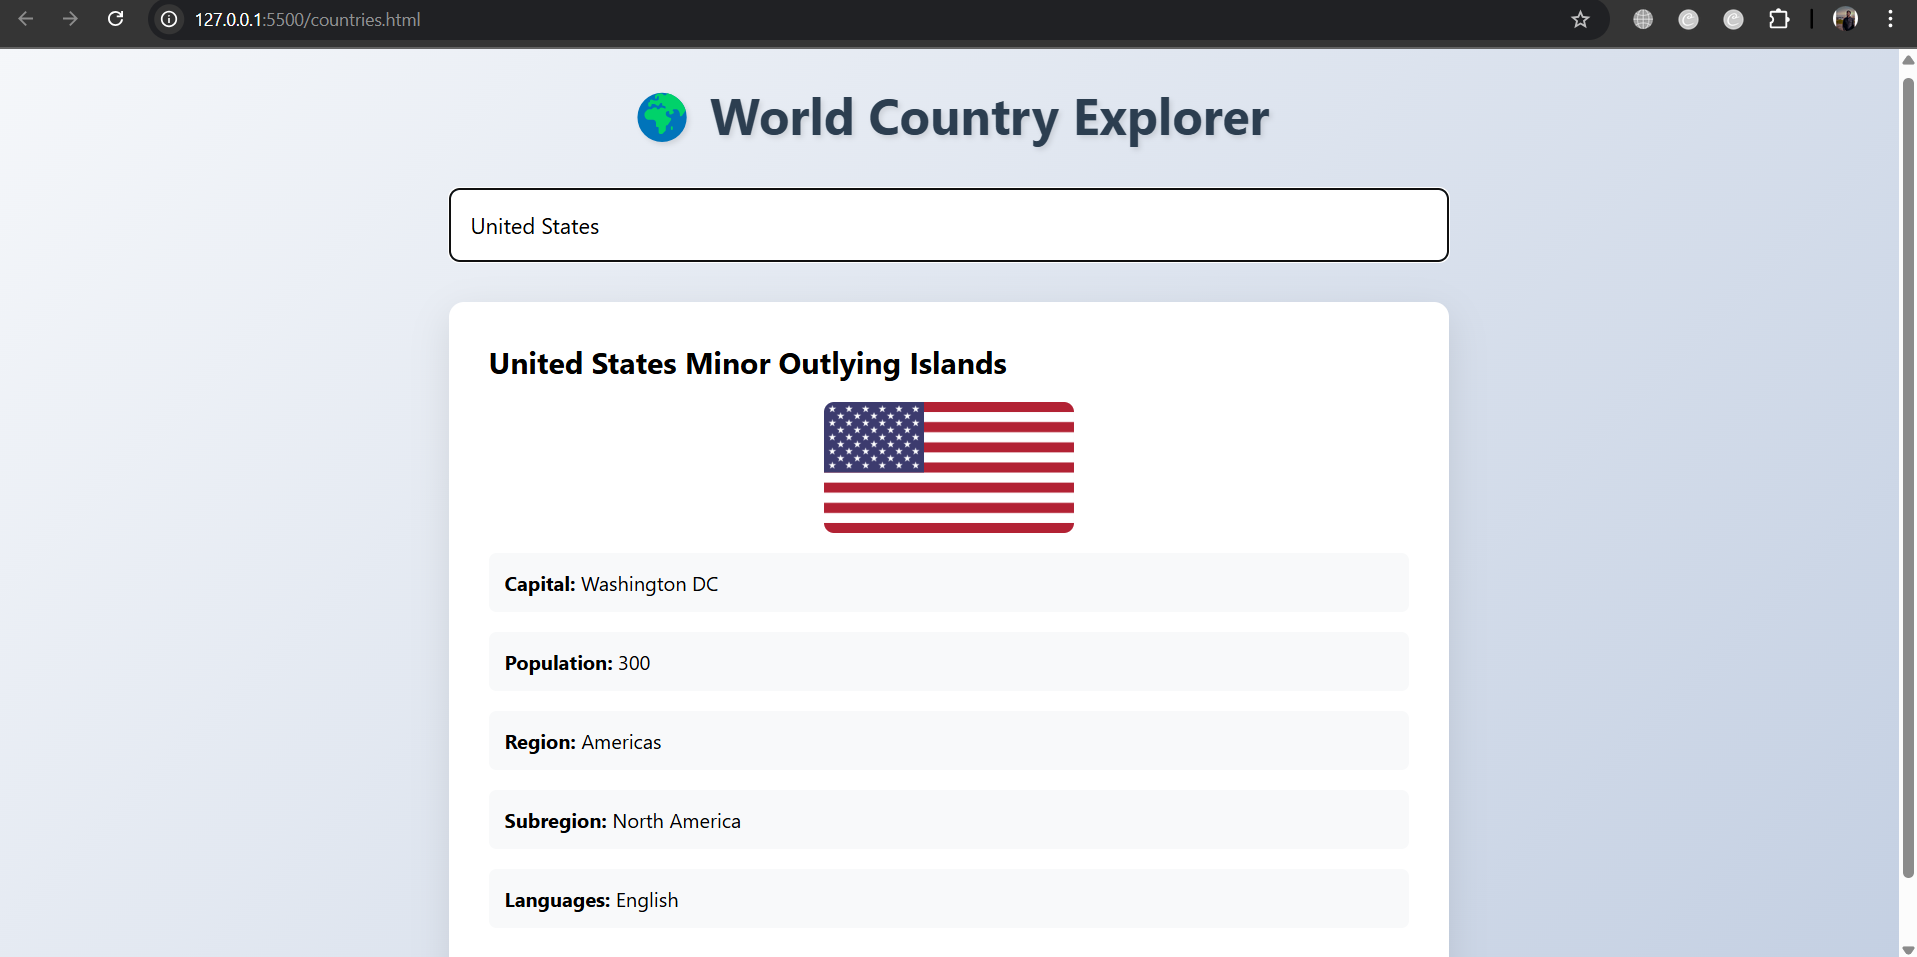 127.0.0.1:5500/countries.html
World Country Explorer
United States
United States Minor Outlying Islands
Capital: Washington DC
Population: 300
Region: Americas
Subregion: North America
Languages: English